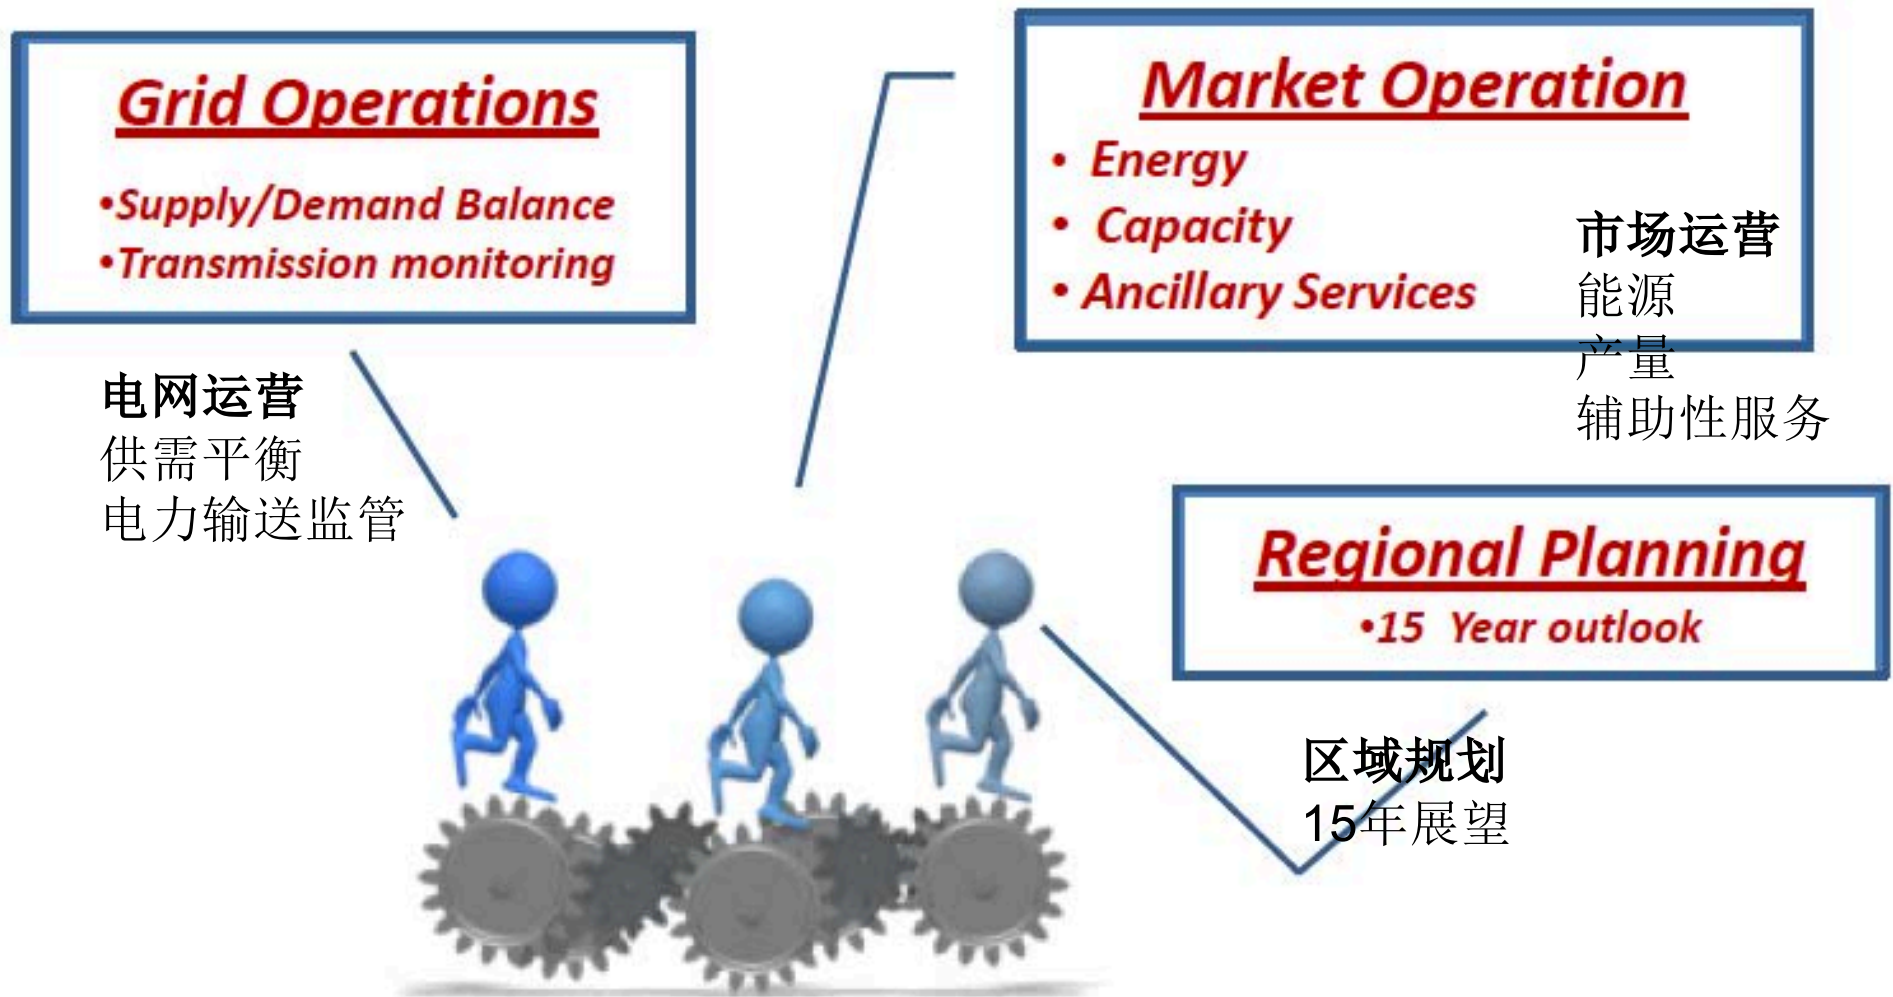 Grid Operations
•Supply/Demand Balance
•Transmission monitoring
电网运营
供需平衡
电力输送监管
Market Operation
• Energy
• Capacity
• Ancillary Services
市场运营
能源
产量
辅助性服务
Regional Planning
•15 Year outlook
区域规划
15年展望